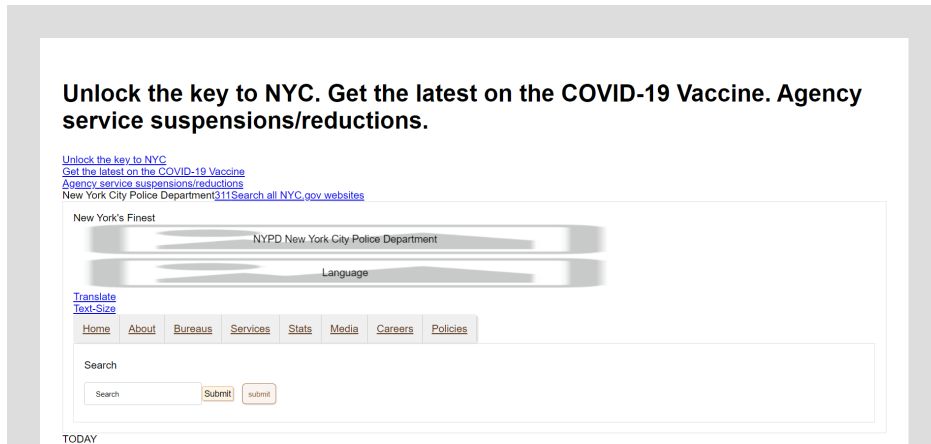 Unlock the key to NYC. Get the latest on the COVID-19 Vaccine. Agency
service suspensions/reductions.
Unlock the key to NYC
Get the latest on the COVID-19 Vaccine
Agency service suspensions/reductions
New York City Police Department311Search all NYC.gov websites
New York's Finest
NYPD New York City Police Department
Language
Translate
Text-Size
Home About Bureaus Services Stats Media Careers Policies
Search
Search Submit submit
TODAY